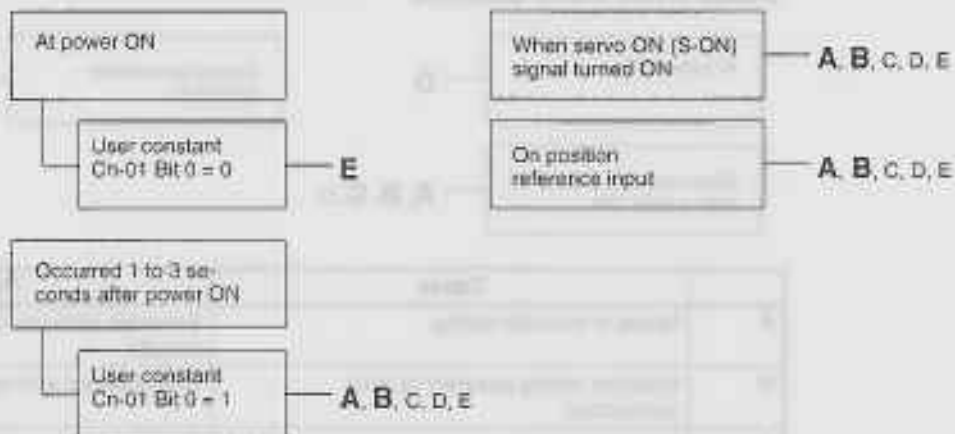 At power ON
User constant
Cn-01 Bit 0 = 0
E
Occurred 1 to 3 se-
conds after power ON
User constant
Cn-01 Bit 0 = 1
A, B, C, D, E
When servo ON (S-ON)
signal turned ON
A, B, C, D, E
On position
reference input
A, B, C, D, E